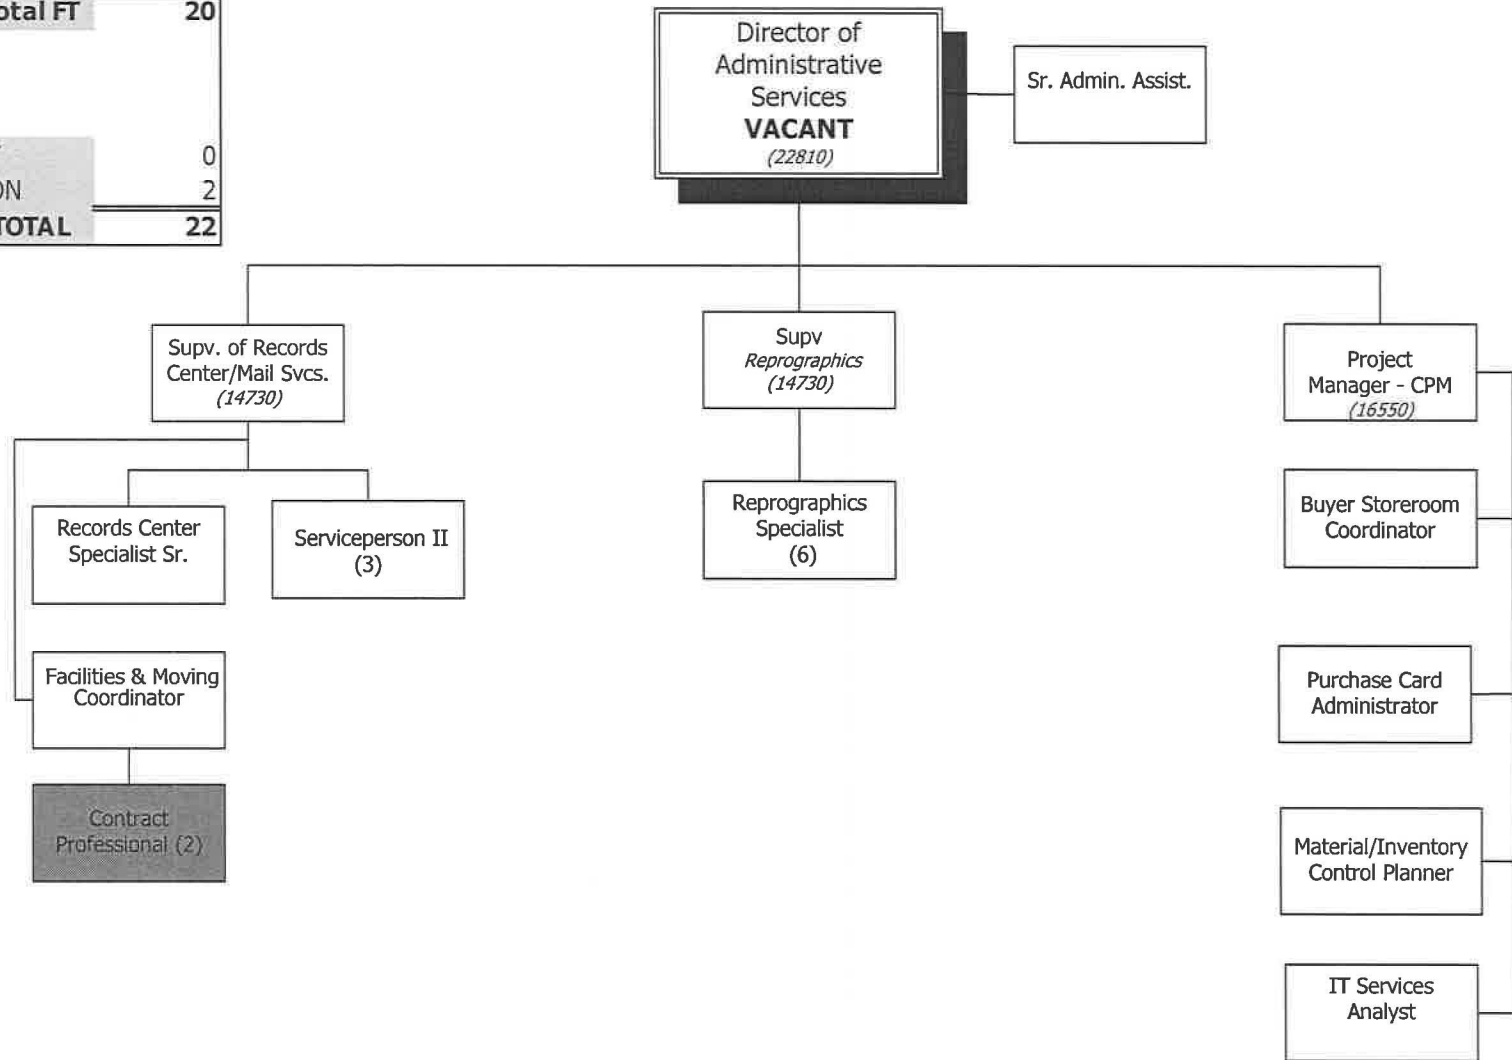 otal FT 20
0
ON 2
TOTAL 22
Director of
Administrative
Services
VACANT
(22810)
Sr. Admin. Assist.
Supv. of Records
Center/Mail Svcs.
(14730)
Supv
Reprographics
(14730)
Project
Manager - CPM
(16550)
Records Center
Specialist Sr.
Serviceperson II
(3)
Reprographics
Specialist
(6)
Buyer Storeroom
Coordinator
Facilities & Moving
Coordinator
Purchase Card
Administrator
Contract
Professional (2)
Material/Inventory
Control Planner
IT Services
Analyst